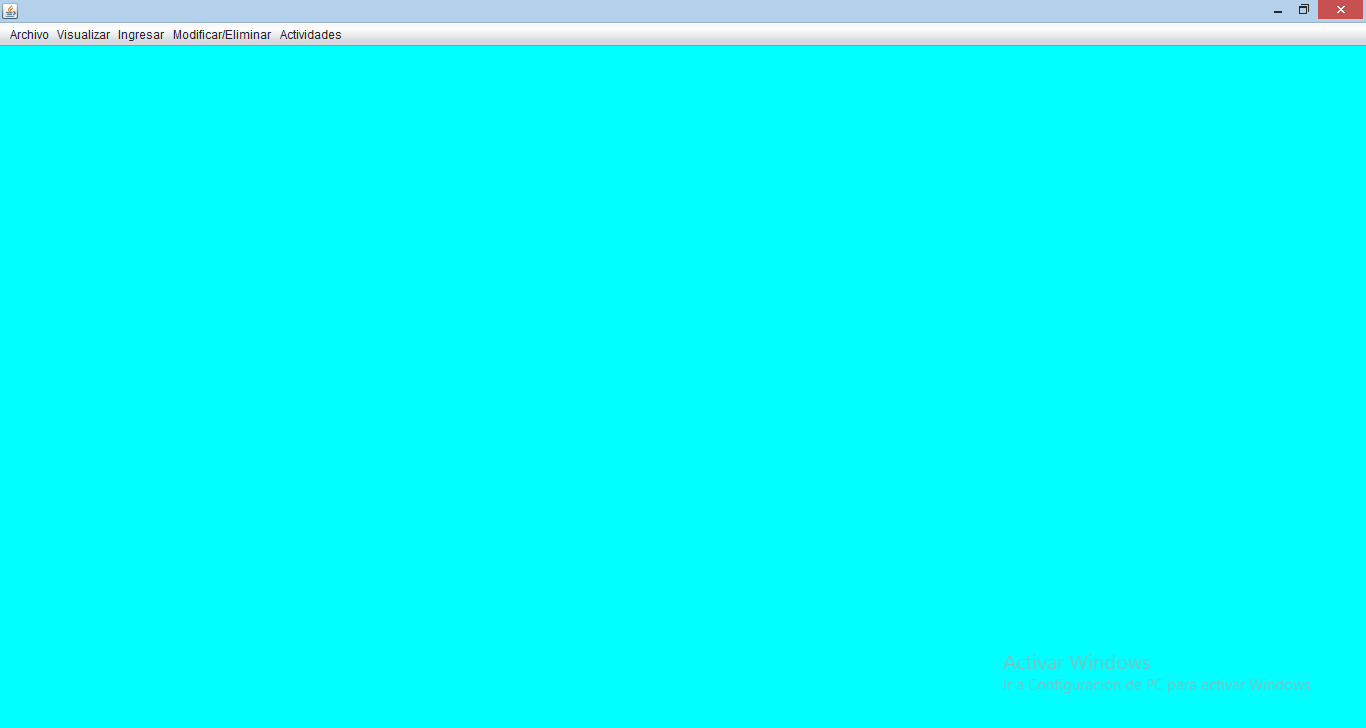 Archivo Visualizar Ingresar Modificar/Eliminar Actividades
Activar Windows
Ir a Configuración de PC para activar Windows